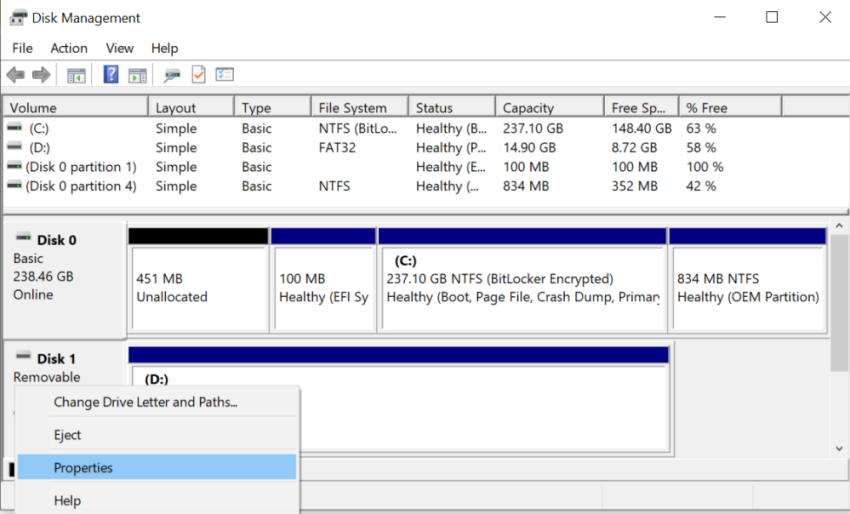 Disk Management
File Action View Help
Volume Layout Type File System Status Capacity Free Sp... % Free
(C:) Simple Basic NTFS (BitLo... Healthy (B... 237.10 GB 148.40 GB 63 %
(D:) Simple Basic FAT32 Healthy (P... 14.90 GB 8.72 GB 58 %
(Disk 0 partition 1) Simple Basic Healthy (E... 100 MB 100 MB 100 %
(Disk 0 partition 4) Simple Basic NTFS Healthy (... 834 MB 352 MB 42 %
Disk 0
Basic
238.46 GB
Online
451 MB
Unallocated
100 MB
Healthy (EFI Sy
(C:)
237.10 GB NTFS (BitLocker Encrypted)
Healthy (Boot, Page File, Crash Dump, Primary
834 MB NTFS
Healthy (OEM Partition)
Disk 1
Removable
(D:)
Change Drive Letter and Paths...
Eject
Properties
Help